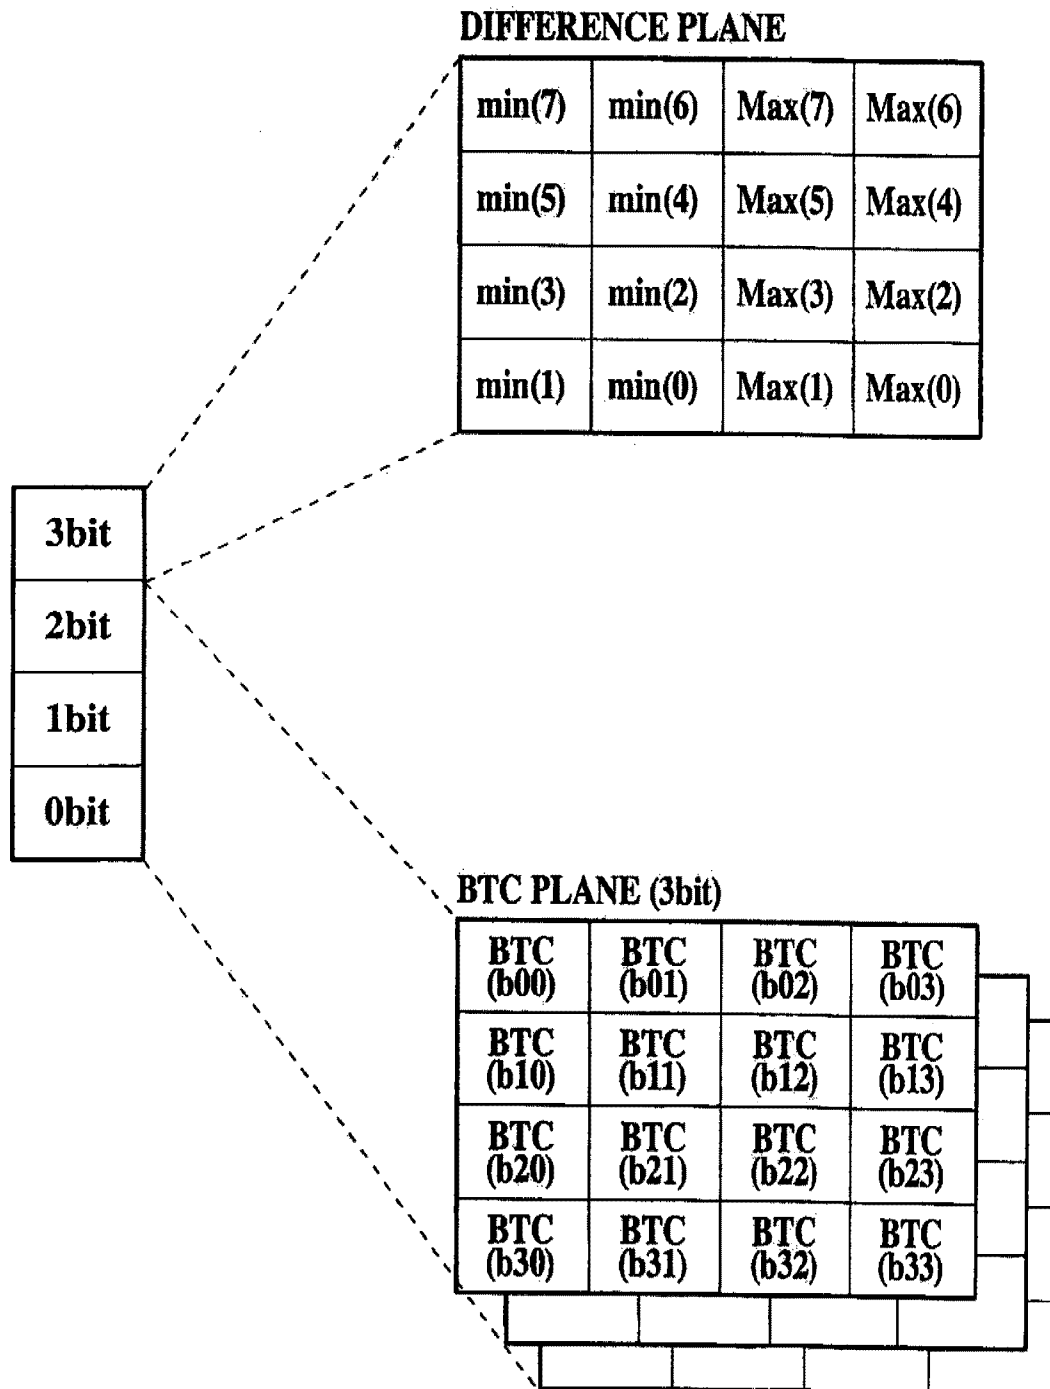 DIFFERENCE PLANE
min(7) min(6) Max(7) Max(6)
min(5) min(4) Max(5) Max(4)
min(3) min(2) Max(3) Max(2)
min(1) min(0) Max(1) Max(0)
3bit
2bit
1bit
0bit
BTC PLANE (3bit)
BTC BTC BTC BTC
(b00) (b01) (b02) (b03)
BTC BTC BTC BTC
(b10) (b11) (b12) (b13)
BTC BTC BTC BTC
(b20) (b21) (b22) (b23)
BTC BTC BTC BTC
(b30) (b31) (b32) (b33)